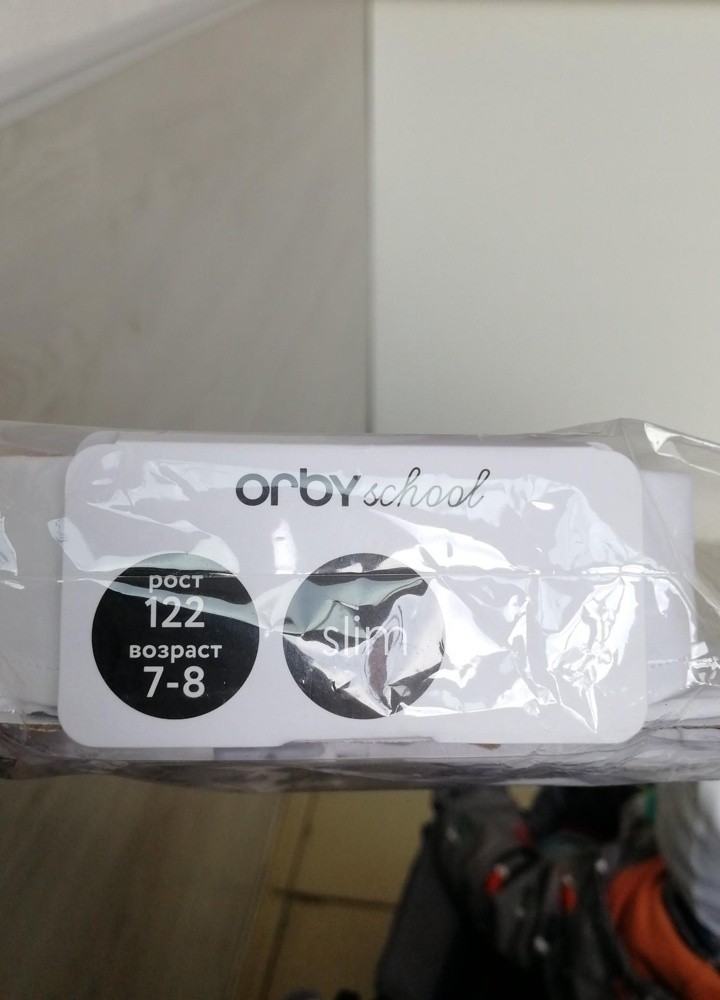 orby school
рост
122
возраст
7-8
slim